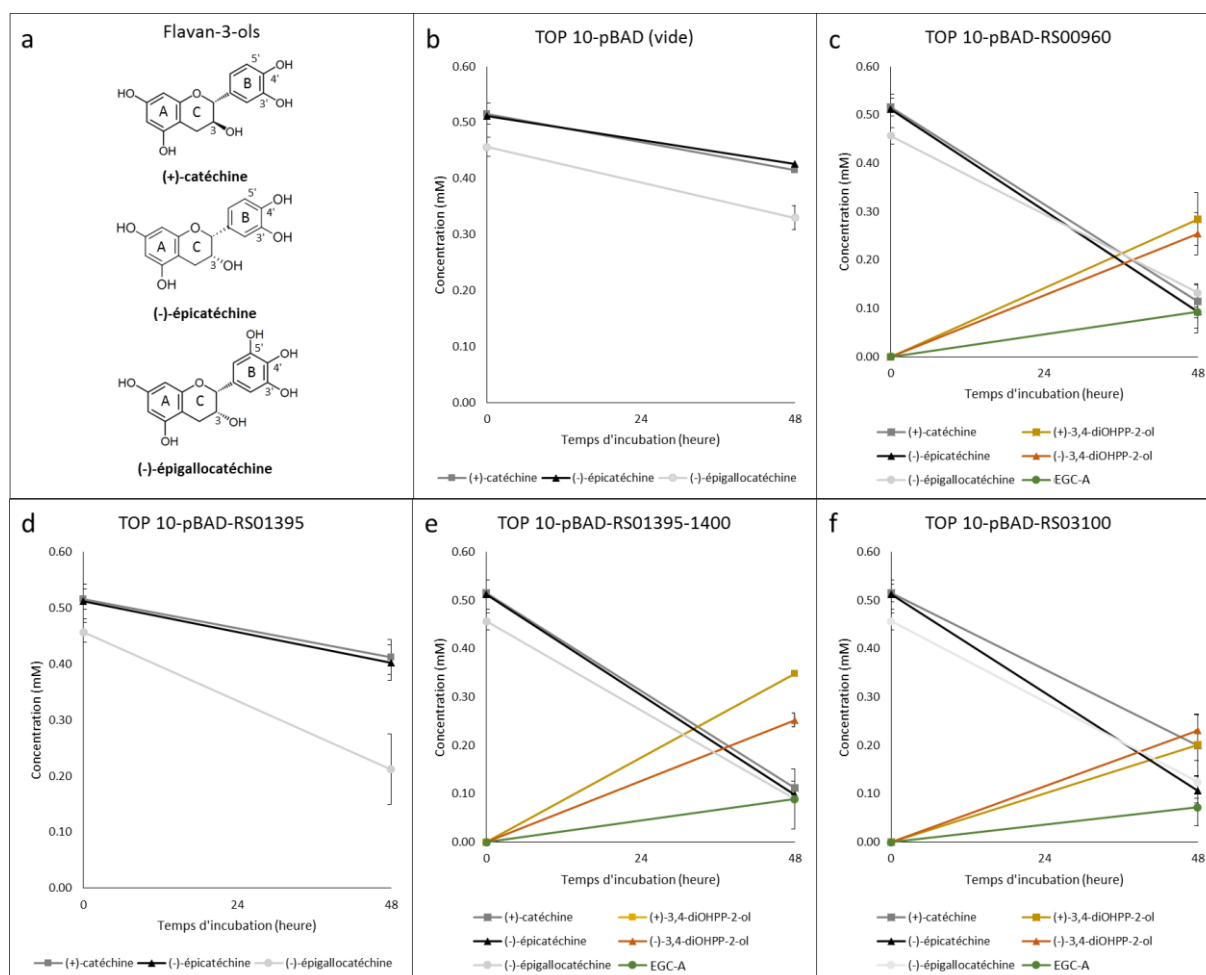 a
Flavan-3-ols
5'
OH
B
4'
HO
O
OH
A
C
3'
3
OH
OH
(+)-catéchine
5'
OH
B
4'
HO
O
OH
A
C
3'
3
OH
OH
(-)-épicatéchine
OH
5'
OH
4'
B
HO
O
3'
OH
A
C
3
OH
OH
(-)-épigallocatéchine
b
TOP 10-pBAD (vide)
Concentration (mM)
0.60
0.50
0.40
0.30
0.20
0.10
0.00
0 24 48
Temps d'incubation (heure)
(+)-catéchine (-)-épicatéchine (-)-épigallocatéchine
c
TOP 10-pBAD-RS00960
Concentration (mM)
0.60
0.50
0.40
0.30
0.20
0.10
0.00
0 24 48
Temps d'incubation (heure)
(+)-catéchine (+)-3,4-diOHPP-2-ol
(-)-épicatéchine (-)-3,4-diOHPP-2-ol
(-)-épigallocatéchine EGC-A
d
TOP 10-pBAD-RS01395
Concentration (mM)
0.60
0.50
0.40
0.30
0.20
0.10
0.00
0 24 48
Temps d'incubation (heure)
(+)-catéchine (-)-épicatéchine (-)-épigallocatéchine
e
TOP 10-pBAD-RS01395-1400
Concentration (mM)
0.60
0.50
0.40
0.30
0.20
0.10
0.00
0 24 48
Temps d'incubation (heure)
(+)-catéchine (+)-3,4-diOHPP-2-ol
(-)-épicatéchine (-)-3,4-diOHPP-2-ol
(-)-épigallocatéchine EGC-A
f
TOP 10-pBAD-RS03100
Concentration (mM)
0.60
0.50
0.40
0.30
0.20
0.10
0.00
0 24 48
Temps d'incubation (heure)
(+)-catéchine (+)-3,4-diOHPP-2-ol
(-)-épicatéchine (-)-3,4-diOHPP-2-ol
(-)-épigallocatéchine EGC-A